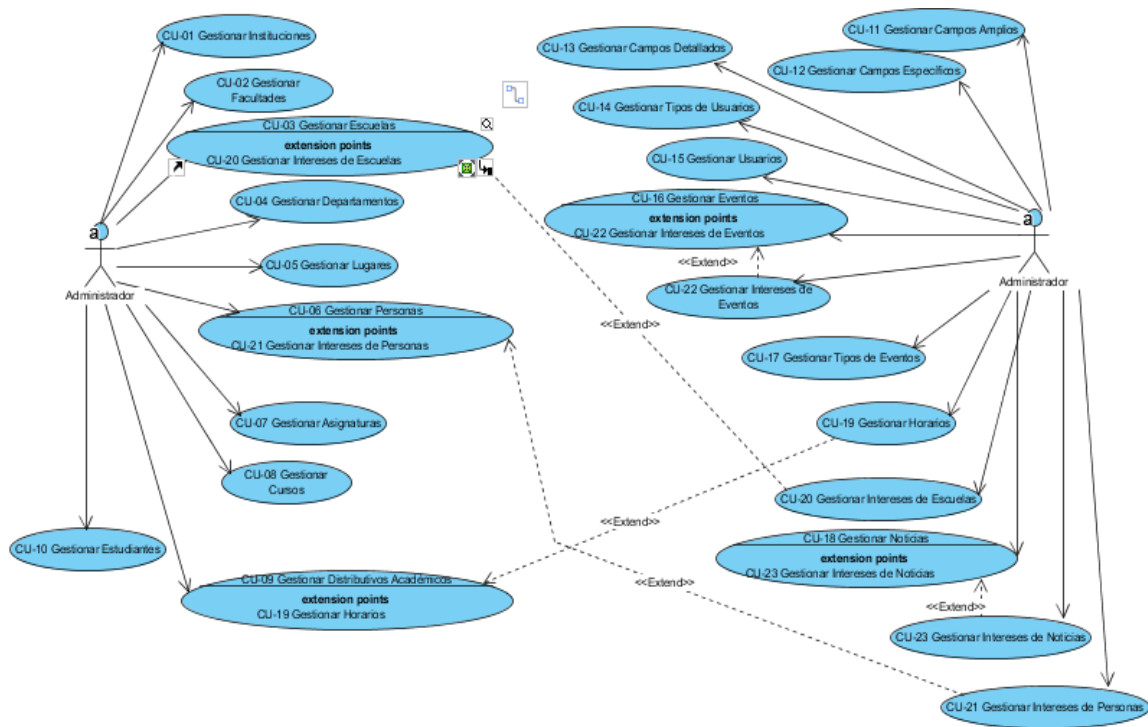 CU-01 Gestionar Instituciones
CU-02 Gestionar
Facultades
CU-03 Gestionar Escuelas
extension points
CU-20 Gestionar Intereses de Escuelas
CU-04 Gestionar Departamentos
a
Administrador
CU-05 Gestionar Lugares
CU-06 Gestionar Personas
extension points
CU-21 Gestionar Intereses de Personas
CU-07 Gestionar Asignaturas
CU-08 Gestionar
Cursos
CU-10 Gestionar Estudiantes
CU-09 Gestionar Distributivos Académicos
extension points
CU-19 Gestionar Horarios
CU-11 Gestionar Campos Amplios
CU-13 Gestionar Campos Detallados
CU-12 Gestionar Campos Específicos
CU-14 Gestionar Tipos de Usuarios
CU-15 Gestionar Usuarios
CU-16 Gestionar Eventos
extension points
CU-22 Gestionar Intereses de Eventos
a
Administrador
<<Extend>>
CU-22 Gestionar Intereses de
Eventos
<<Extend>>
CU-17 Gestionar Tipos de Eventos
CU-19 Gestionar Horarios
CU-20 Gestionar Intereses de Escuelas
<<Extend>>
CU-18 Gestionar Noticias
extension points
CU-23 Gestionar Intereses de Noticias
<<Extend>>
<<Extend>>
CU-23 Gestionar Intereses de Noticias
CU-21 Gestionar Intereses de Personas